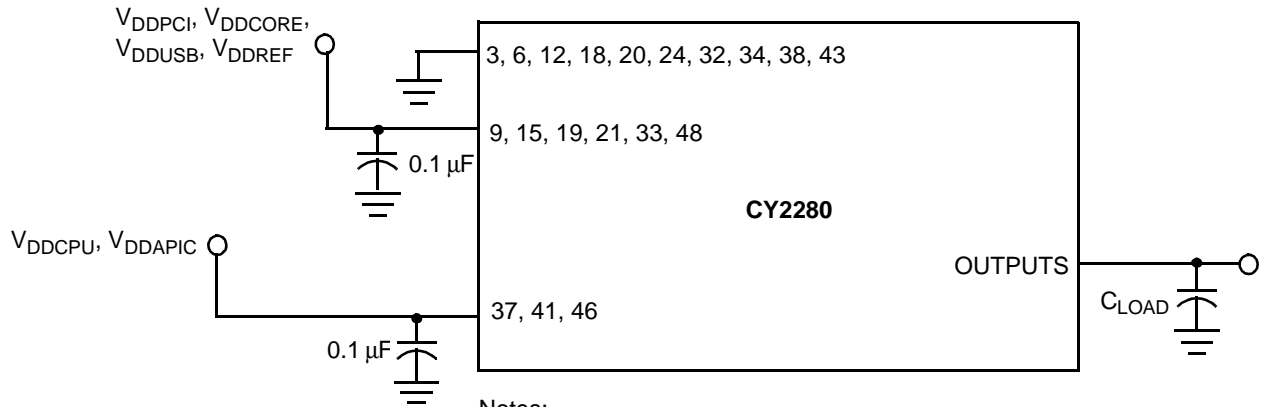 VDDPCI, VDDCORE,
VDDUSB, VDDREF
3, 6, 12, 18, 20, 24, 32, 34, 38, 43
9, 15, 19, 21, 33, 48
0.1 μF
CY2280
VDDCPU, VDDAPIC
OUTPUTS
37, 41, 46
CLOAD
0.1 μF
Notes: